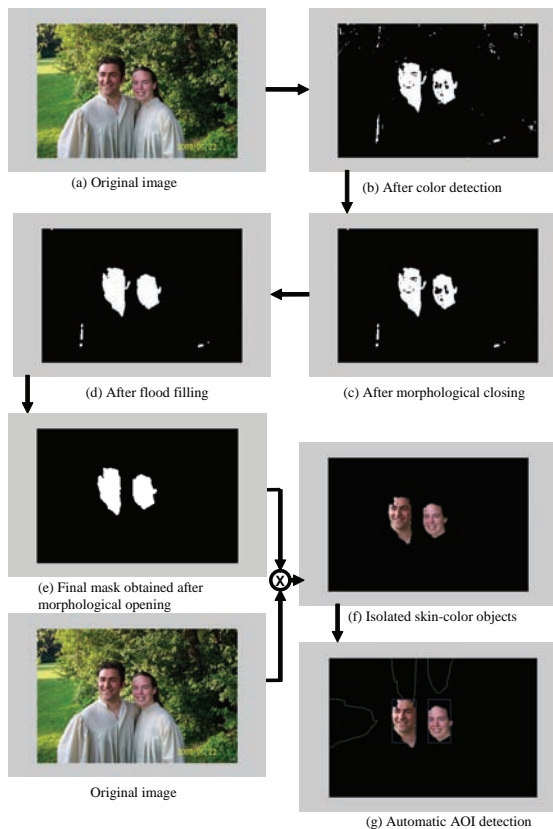 (a) Original image
(b) After color detection
(d) After flood filling
(c) After morphological closing
(e) Final mask obtained after
morphological opening
X
(f) Isolated skin-color objects
Original image
(g) Automatic AOI detection